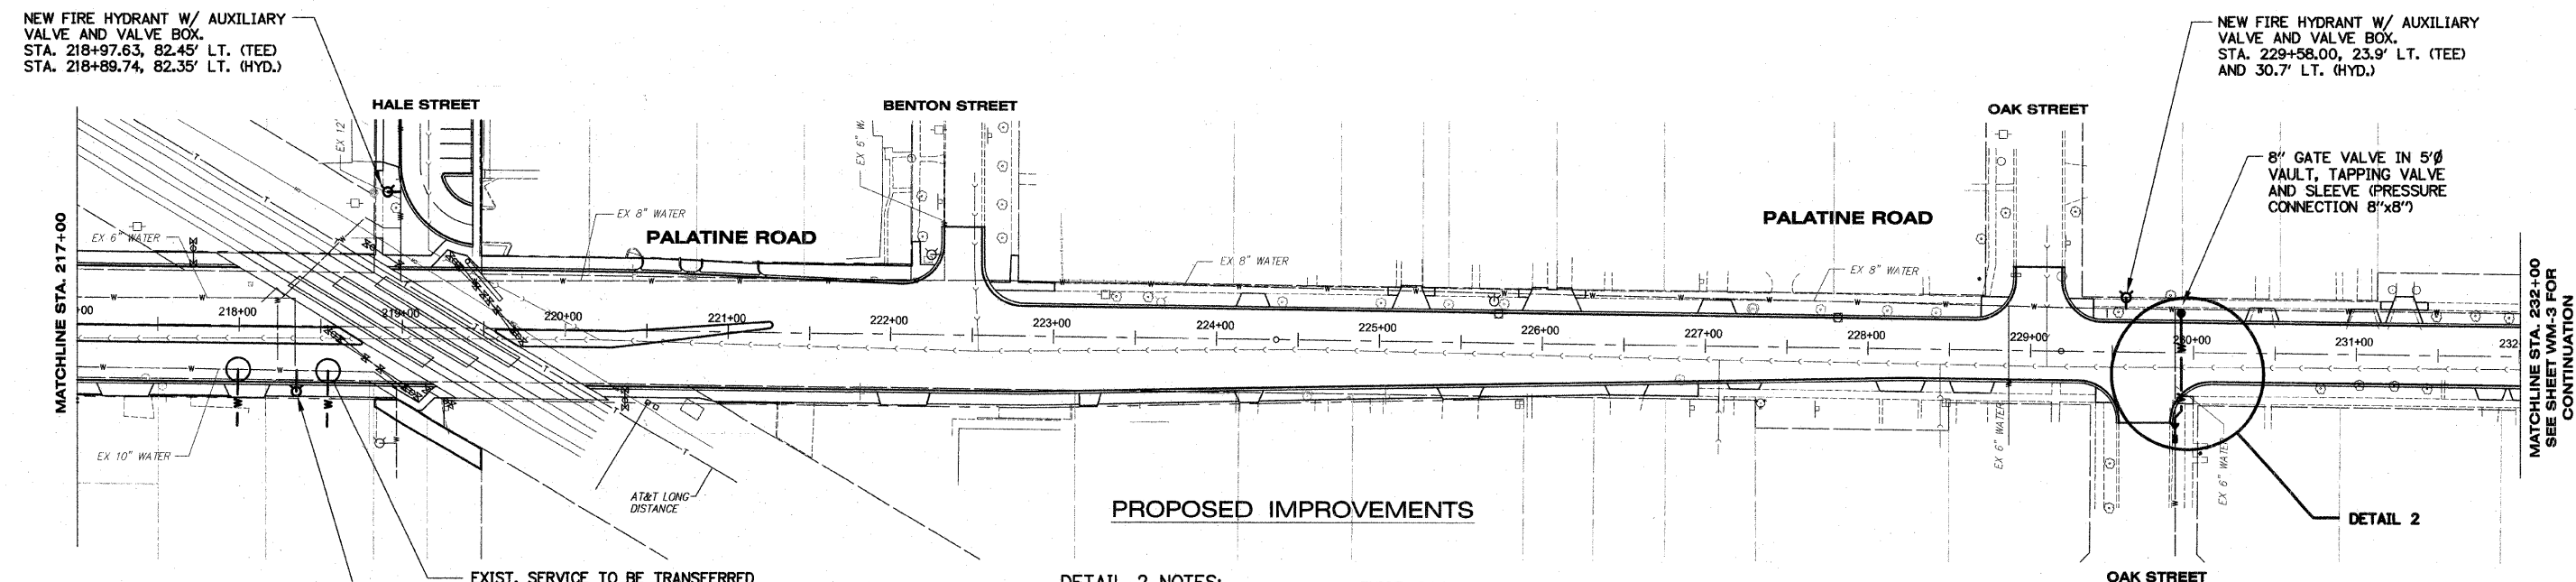 NEW FIRE HYDRANT W/ AUXILIARY
VALVE AND VALVE BOX.
STA. 218+97.63, 82.45' LT. (TEE)
STA. 218+89.74, 82.35' LT. (HYD.)
NEW FIRE HYDRANT W/ AUXILIARY
VALVE AND VALVE BOX.
STA. 229+58.00, 23.9' LT. (TEE)
AND 30.7' LT. (HYD.)
HALE STREET
BENTON STREET
OAK STREET
8" GATE VALVE IN 5'Ø
VAULT, TAPPING VALVE
AND SLEEVE (PRESSURE
CONNECTION 8"x8")
EX 12"
EX 6" W
EX 8" WATER
PALATINE ROAD
PALATINE ROAD
EX 6" WATER
EX 8" WATER
EX 8" WATER
MATCHLINE STA. 217+00
+00
218+00
219+00
220+00
221+00
222+00
223+00
224+00
225+00
226+00
227+00
228+00
229+00
230+00
231+00
232
MATCHLINE STA. 232+00
SEE SHEET WM-3 FOR
CONTINUATION
EX 10" WATER
EX 6" WATER
EX 6" WATER
AT&T LONG
DISTANCE
PROPOSED IMPROVEMENTS
DETAIL 2
EXIST. SERVICE TO BE TRANSFERRED
DETAIL 2 NOTES:
OAK STREET